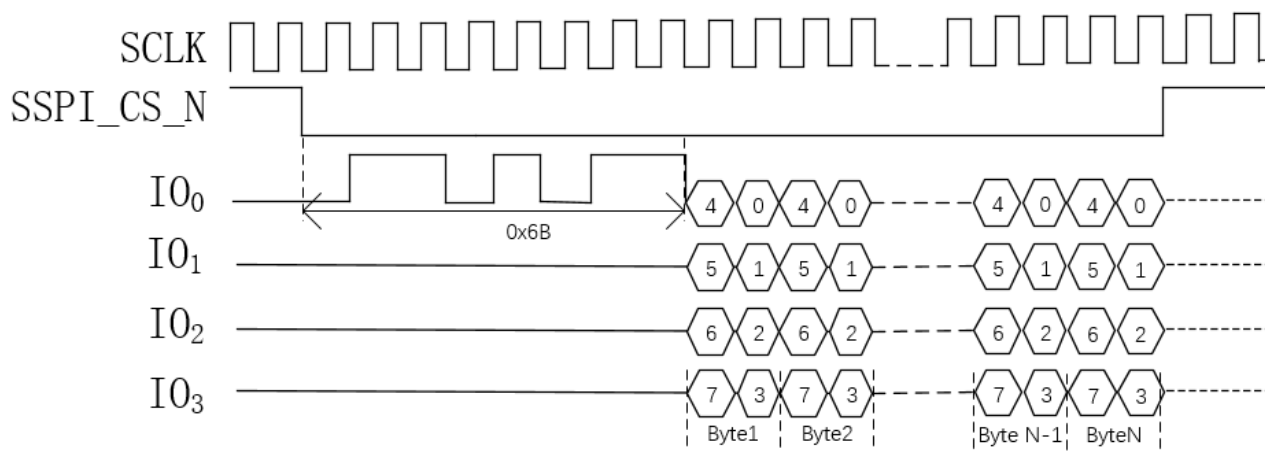 SCLK
SSPI_CS_N
IO₀ 4 0 4 0 4 0 4 0
0x6B
IO₁ 5 1 5 1 5 1 5 1
IO₂ 6 2 6 2 6 2 6 2
IO₃ 7 3 7 3 7 3 7 3
Byte1 Byte2 Byte N-1 ByteN